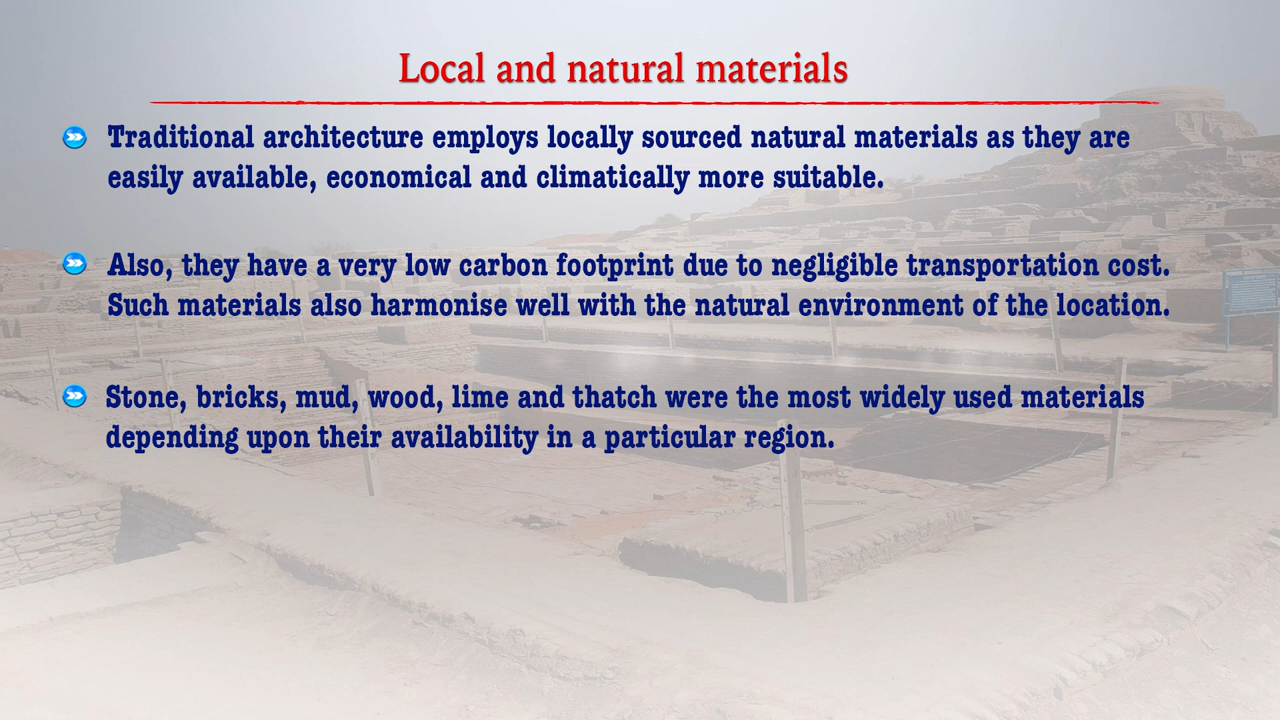 Local and natural materials
Traditional architecture employs locally sourced natural materials as they are
easily available, economical and climatically more suitable.
Also, they have a very low carbon footprint due to negligible transportation cost.
Such materials also harmonise well with the natural environment of the location.
Stone, bricks, mud, wood, lime and thatch were the most widely used materials
depending upon their availability in a particular region.